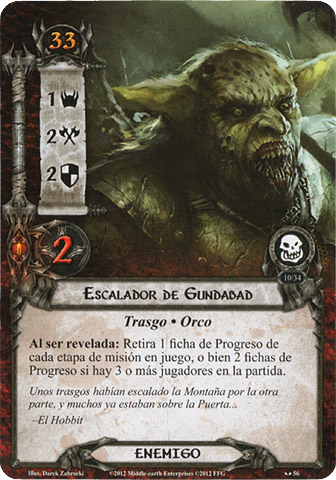 33
1
2
2
2
Orco
10/34
Escalador de Gundabad
Trasgo • Orco
Al ser revelada: Retira 1 ficha de Progreso de
cada etapa de misión en juego, o bien 2 fichas de
Progreso si hay 3 o más jugadores en la partida.
Unos trasgos habían escalado la Montaña por la otra
parte, y muchos ya estaban sobre la Puerta...
–El Hobbit
ENEMIGO
Illus. Daryk Zabrocki
©2012 Middle-earth Enterprises ©2012 FFG
56